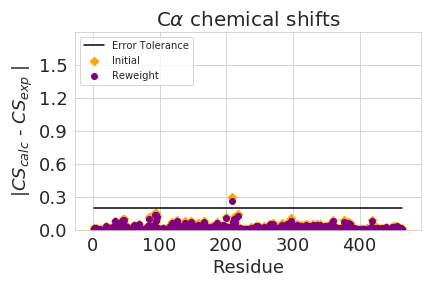 Cα chemical shifts
|CS_calc - CS_exp |
Error Tolerance
Initial
Reweight
1.5
1.2
0.9
0.6
0.3
0.0
0 100 200 300 400
Residue